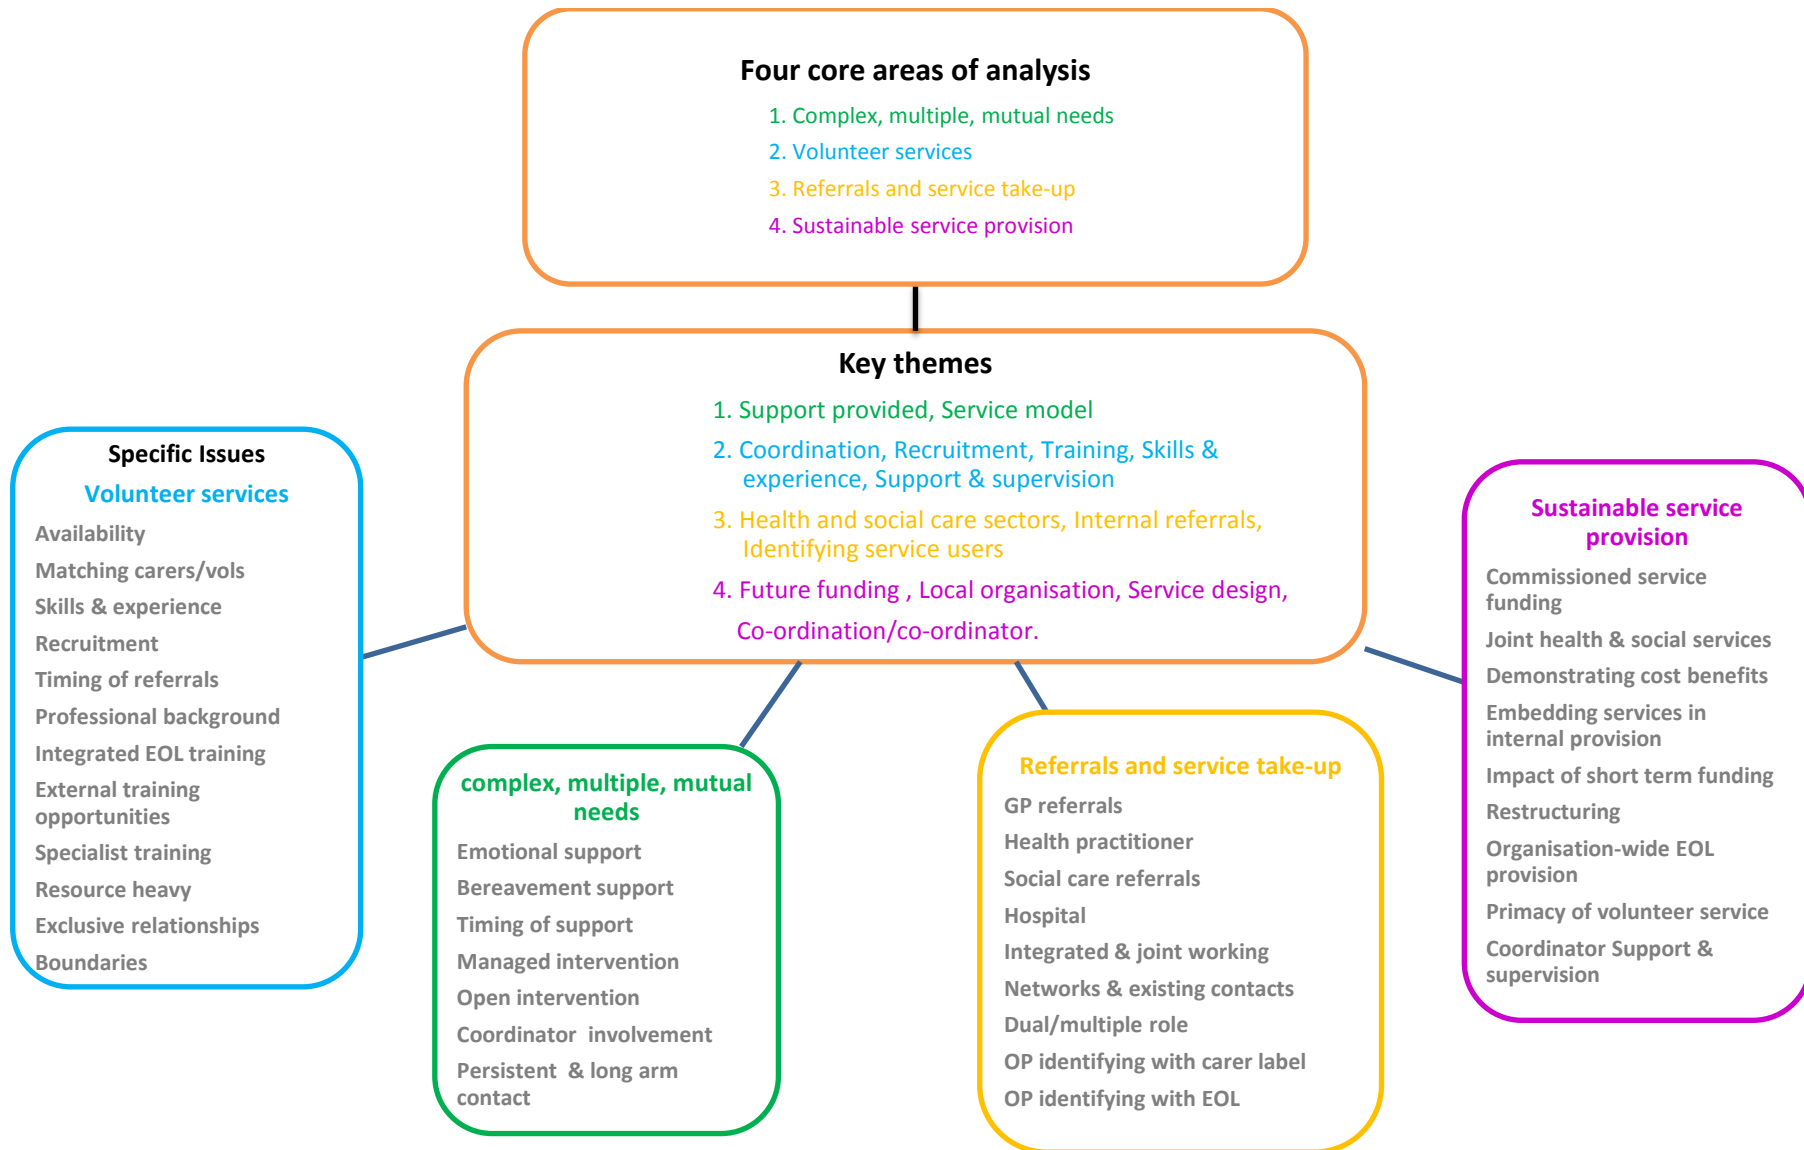 Four core areas of analysis
1. Complex, multiple, mutual needs
2. Volunteer services
3. Referrals and service take-up
4. Sustainable service provision
Key themes
1. Support provided, Service model
2. Coordination, Recruitment, Training, Skills &
experience, Support & supervision
3. Health and social care sectors, Internal referrals,
Identifying service users
4. Future funding , Local organisation, Service design,
Co-ordination/co-ordinator.
Specific Issues
Volunteer services
Availability
Matching carers/vols
Skills & experience
Recruitment
Timing of referrals
Professional background
Integrated EOL training
External training
opportunities
Specialist training
Resource heavy
Exclusive relationships
Boundaries
complex, multiple, mutual
needs
Emotional support
Bereavement support
Timing of support
Managed intervention
Open intervention
Coordinator  involvement
Persistent  & long arm
contact
Referrals and service take-up
GP referrals
Health practitioner
Social care referrals
Hospital
Integrated & joint working
Networks & existing contacts
Dual/multiple role
OP identifying with carer label
OP identifying with EOL
Sustainable service
provision
Commissioned service
funding
Joint health & social services
Demonstrating cost benefits
Embedding services in
internal provision
Impact of short term funding
Restructuring
Organisation-wide EOL
provision
Primacy of volunteer service
Coordinator Support &
supervision